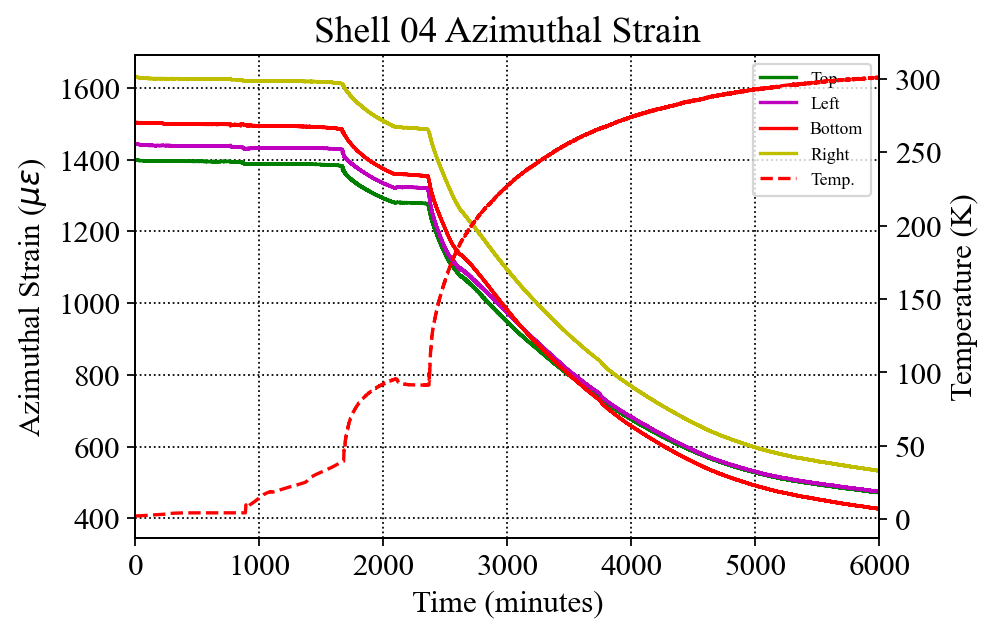 Shell 04 Azimuthal Strain
Azimuthal Strain (με)
1600
1400
1200
1000
800
600
400
0
1000
2000
3000
4000
5000
6000
Time (minutes)
300
250
200
150
100
50
0
Temperature (K)
Top
Left
Bottom
Right
Temp.